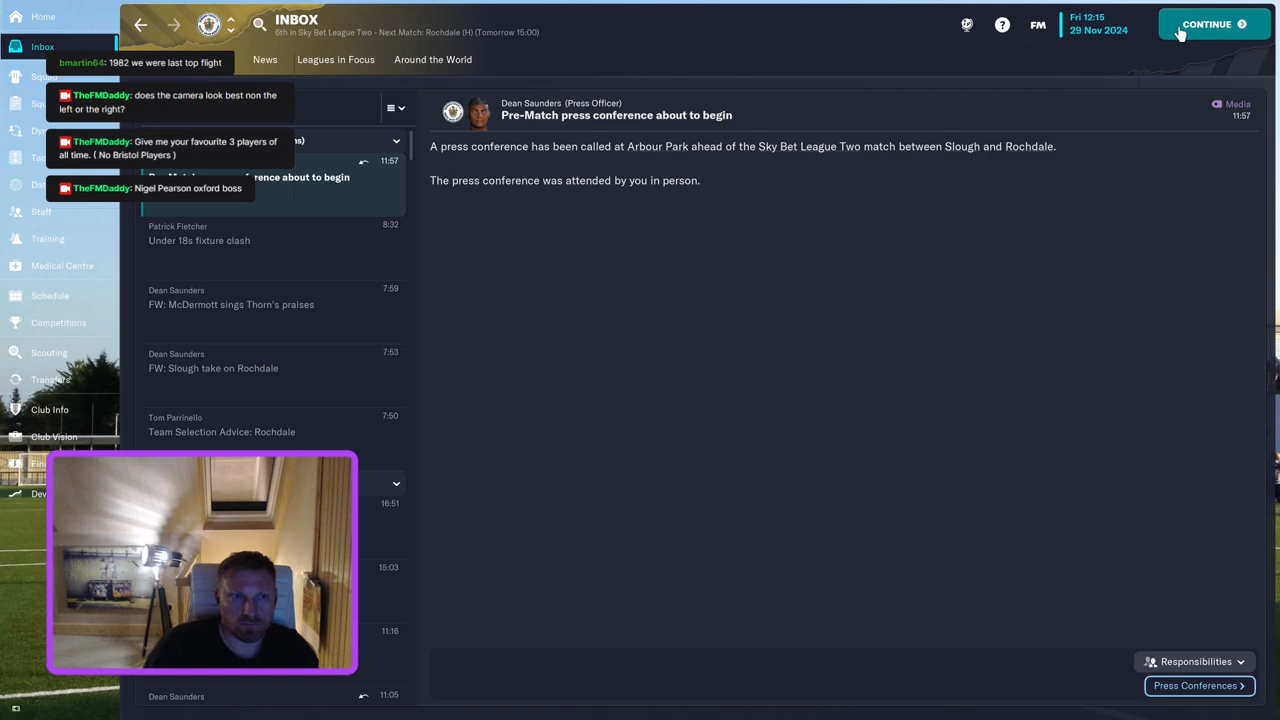 Home
Inbox
Squad
Staff
Training
Medical Centre
Schedule
Competitions
Scouting
Transfers
Club Info
Club Vision
bmartin64: 1982 we were last top flight
TheFMDaddy: does the camera look best non the
left or the right?
TheFMDaddy: Give me your favourite 3 players of
all time. ( No Bristol Players )
TheFMDaddy: Nigel Pearson oxford boss
INBOX
6th in Sky Bet League Two - Next Match: Rochdale (H) (Tomorrow 15:00)
FM
Fri 12:15
29 Nov 2024
CONTINUE
News
Leagues in Focus
Around the World
11:57
rence about to begin
Patrick Fletcher
8:32
Under 18s fixture clash
Dean Saunders
7:59
FW: McDermott sings Thorn's praises
Dean Saunders
7:53
FW: Slough take on Rochdale
Tom Parrinello
7:50
Team Selection Advice: Rochdale
16:51
15:03
11:16
Dean Saunders
11:05
Dean Saunders (Press Officer)
Pre-Match press conference about to begin
Media
11:57
A press conference has been called at Arbour Park ahead of the Sky Bet League Two match between Slough and Rochdale.
The press conference was attended by you in person.
Responsibilities
Press Conferences >